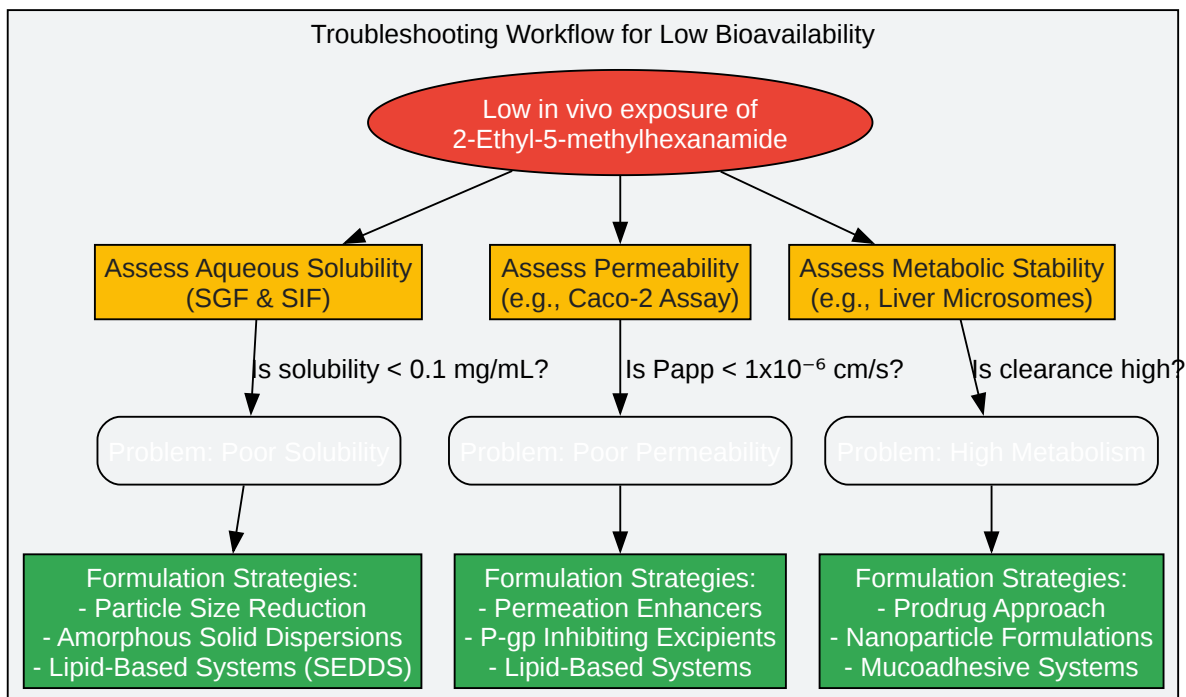 Troubleshooting Workflow for Low Bioavailability
Low in vivo exposure of
2-Ethyl-5-methylhexanamide
Assess Aqueous Solubility
(SGF & SIF)
Assess Permeability
(e.g., Caco-2 Assay)
Assess Metabolic Stability
(e.g., Liver Microsomes)
Is solubility < 0.1 mg/mL?
Is Papp < 1x10⁻⁶ cm/s?
Is clearance high?
Problem: Poor Solubility
Problem: Poor Permeability
Problem: High Metabolism
Formulation Strategies:
- Particle Size Reduction
- Amorphous Solid Dispersions
- Lipid-Based Systems (SEDDS)
Formulation Strategies:
- Permeation Enhancers
- P-gp Inhibiting Excipients
- Lipid-Based Systems
Formulation Strategies:
- Prodrug Approach
- Nanoparticle Formulations
- Mucoadhesive Systems